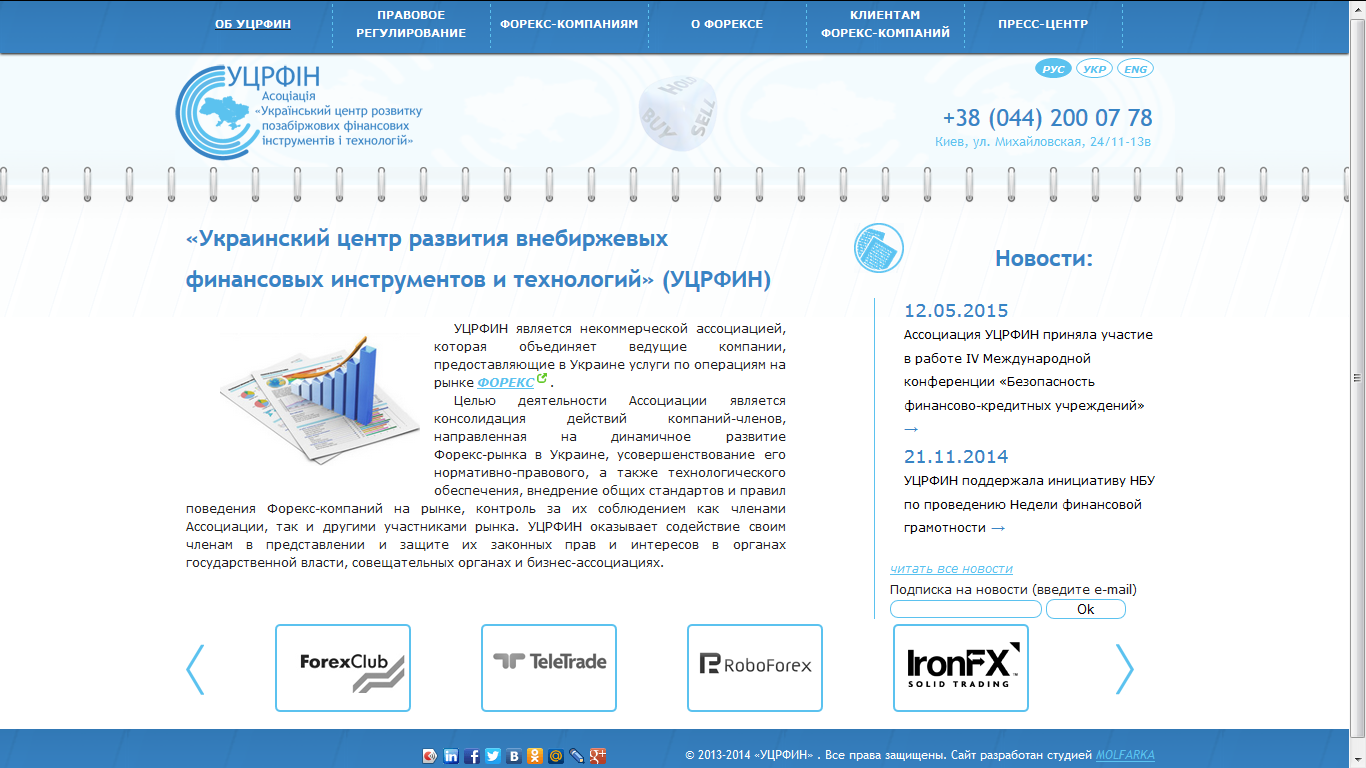 ОБ УЦРФИН
ПРАВОВОЕ
РЕГУЛИРОВАНИЕ
ФОРЕКС-КОМПАНИЯМ
О ФОРЕКСЕ
КЛИЕНТАМ
ФОРЕКС-КОМПАНИЙ
ПРЕСС-ЦЕНТР
УЦРФІН
Асоціація
«Український центр розвитку
позабіржових фінансових
інструментів і технологій»
HOLD
BUY
SELL
РУС УКР ENG
+38 (044) 200 07 78
Киев, ул. Михайловская, 24/11-13в
«Украинский центр развития внебиржевых
финансовых инструментов и технологий» (УЦРФИН)
УЦРФИН является некоммерческой ассоциацией,
которая объединяет ведущие компании,
предоставляющие в Украине услуги по операциям на
рынке ФОРЕКС .
Целью деятельности Ассоциации является
консолидация действий компаний-членов,
направленная на динамичное развитие
Форекс-рынка в Украине, усовершенствование его
нормативно-правового, а также технологического
обеспечения, внедрение общих стандартов и правил
поведения Форекс-компаний на рынке, контроль за их соблюдением как членами
Ассоциации, так и другими участниками рынка. УЦРФИН оказывает содействие своим
членам в представлении и защите их законных прав и интересов в органах
государственной власти, совещательных органах и бизнес-ассоциациях.
Новости:
12.05.2015
Ассоциация УЦРФИН приняла участие
в работе IV Международной
конференции «Безопасность
финансово-кредитных учреждений»
→
21.11.2014
УЦРФИН поддержала инициативу НБУ
по проведению Недели финансовой
грамотности →
читать все новости
Подписка на новости (введите e-mail)
Ok
ForexClub
TeleTrade
RoboForex
IronFX™
SOLID TRADING
© 2013-2014 «УЦРФИН» . Все права защищены. Сайт разработан студией MOLFARKA